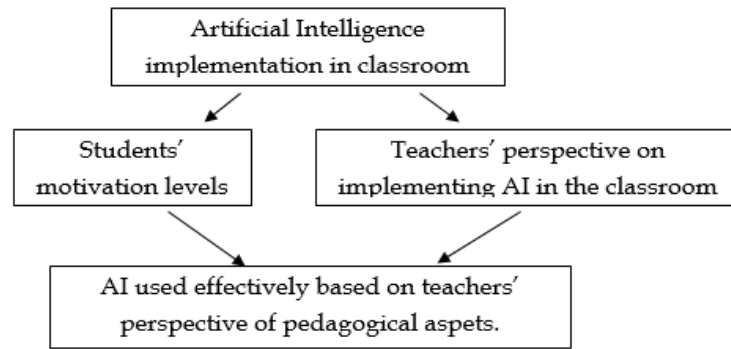 Artificial Intelligence
implementation in classroom
Students’
motivation levels
Teachers’ perspective on
implementing AI in the classroom
AI used effectively based on teachers’
perspective of pedagogical aspets.